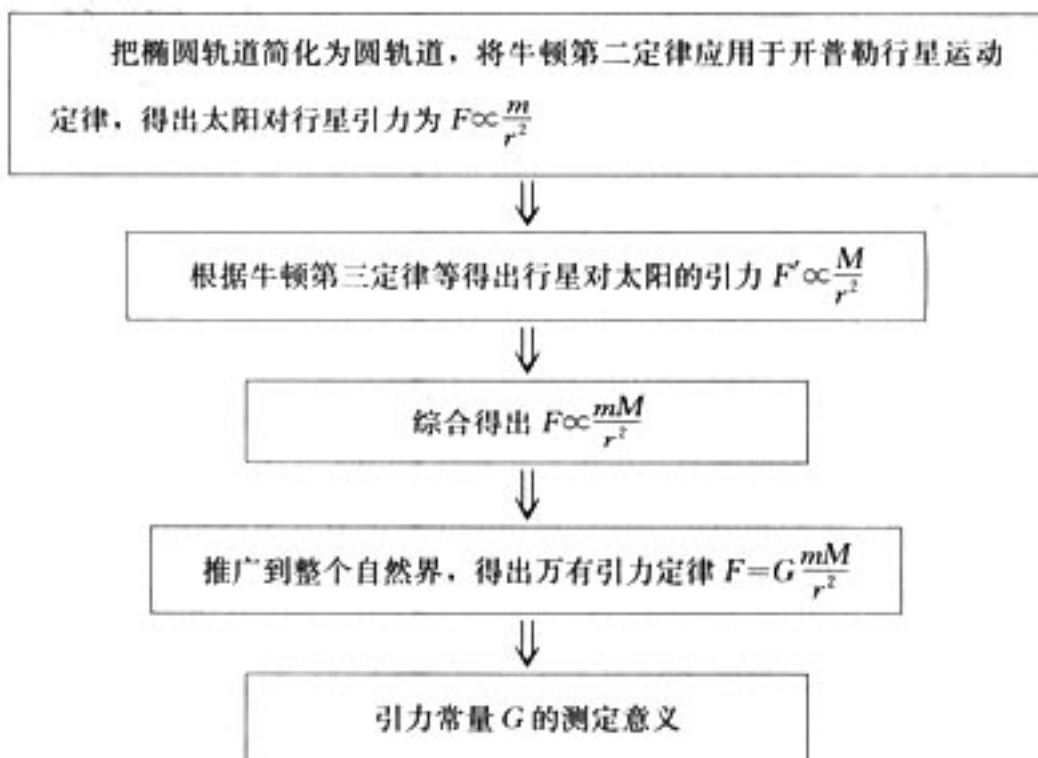 把椭圆轨道简化为圆轨道，将牛顿第二定律应用于开普勒行星运动
定律，得出太阳对行星引力为 F∝m/r²
⇓
根据牛顿第三定律等得出行星对太阳的引力 F′∝M/r²
⇓
综合得出 F∝mM/r²
⇓
推广到整个自然界，得出万有引力定律 F=G mM/r²
⇓
引力常量 G 的测定意义